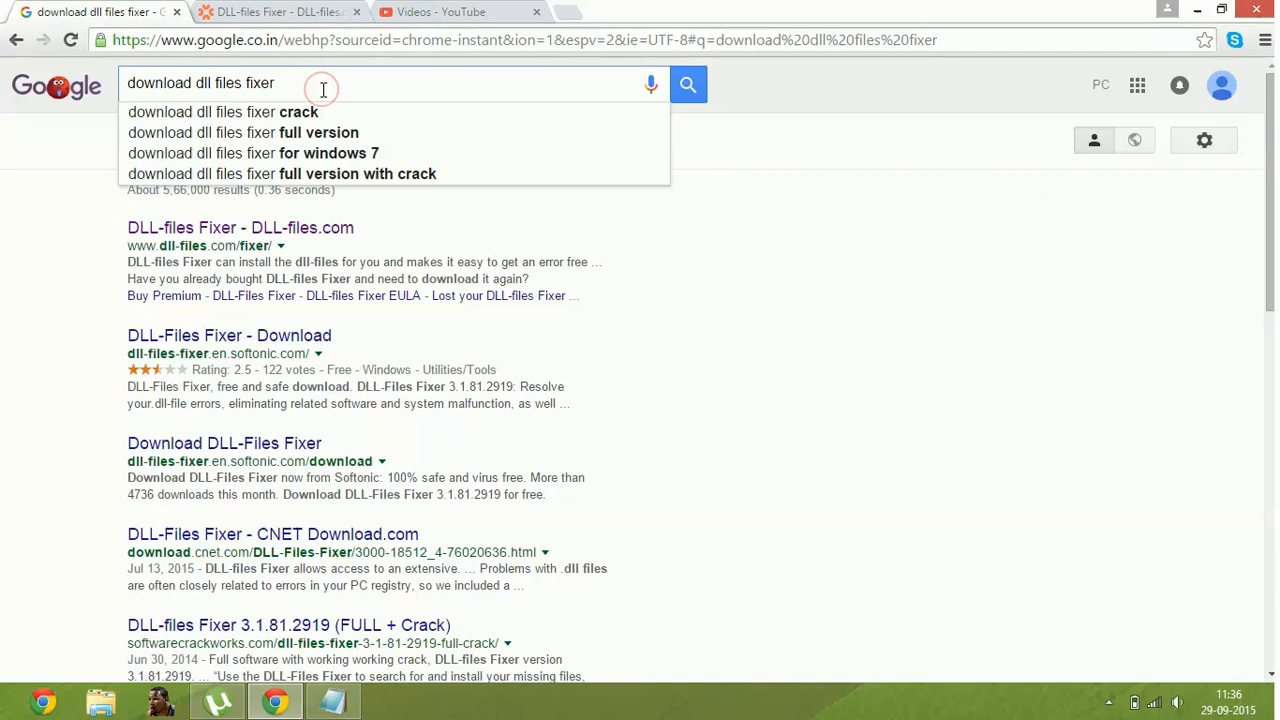 download dll files fixer - G
DLL-files Fixer - DLL-files.
Videos - YouTube
https://www.google.co.in/webhp?sourceid=chrome-instant&ion=1&espv=2&ie=UTF-8#q=download%20dll%20files%20fixer
Google
download dll files fixer
PC
download dll files fixer crack
download dll files fixer full version
download dll files fixer for windows 7
download dll files fixer full version with crack
About 5,66,000 results (0.36 seconds)
DLL-files Fixer - DLL-files.com
www.dll-files.com/fixer/
DLL-files Fixer can install the dll-files for you and makes it easy to get an error free ...
Have you already bought DLL-files Fixer and need to download it again?
Buy Premium - DLL-Files Fixer - DLL-files Fixer EULA - Lost your DLL-files Fixer ...
DLL-Files Fixer - Download
dll-files-fixer.en.softonic.com/
Rating: 2.5 - 122 votes - Free - Windows - Utilities/Tools
DLL-Files Fixer, free and safe download. DLL-Files Fixer 3.1.81.2919: Resolve
your.dll-file errors, eliminating related software and system malfunction, as well ...
Download DLL-Files Fixer
dll-files-fixer.en.softonic.com/download
Download DLL-Files Fixer now from Softonic: 100% safe and virus free. More than
4736 downloads this month. Download DLL-Files Fixer 3.1.81.2919 for free.
DLL-Files Fixer - CNET Download.com
download.cnet.com/DLL-Files-Fixer/3000-18512_4-76020636.html
Jul 13, 2015 - DLL-files Fixer allows access to an extensive. ... Problems with .dll files
are often closely related to errors in your PC registry, so we included a ...
DLL-files Fixer 3.1.81.2919 (FULL + Crack)
softwarecrackworks.com/dll-files-fixer-3-1-81-2919-full-crack/
Jun 30, 2014 - Full software with working working crack, DLL-files Fixer version
3.1.81.2919. ... "Use the DLL-files Fixer to search for and install your missing files,
11:36
29-09-2015